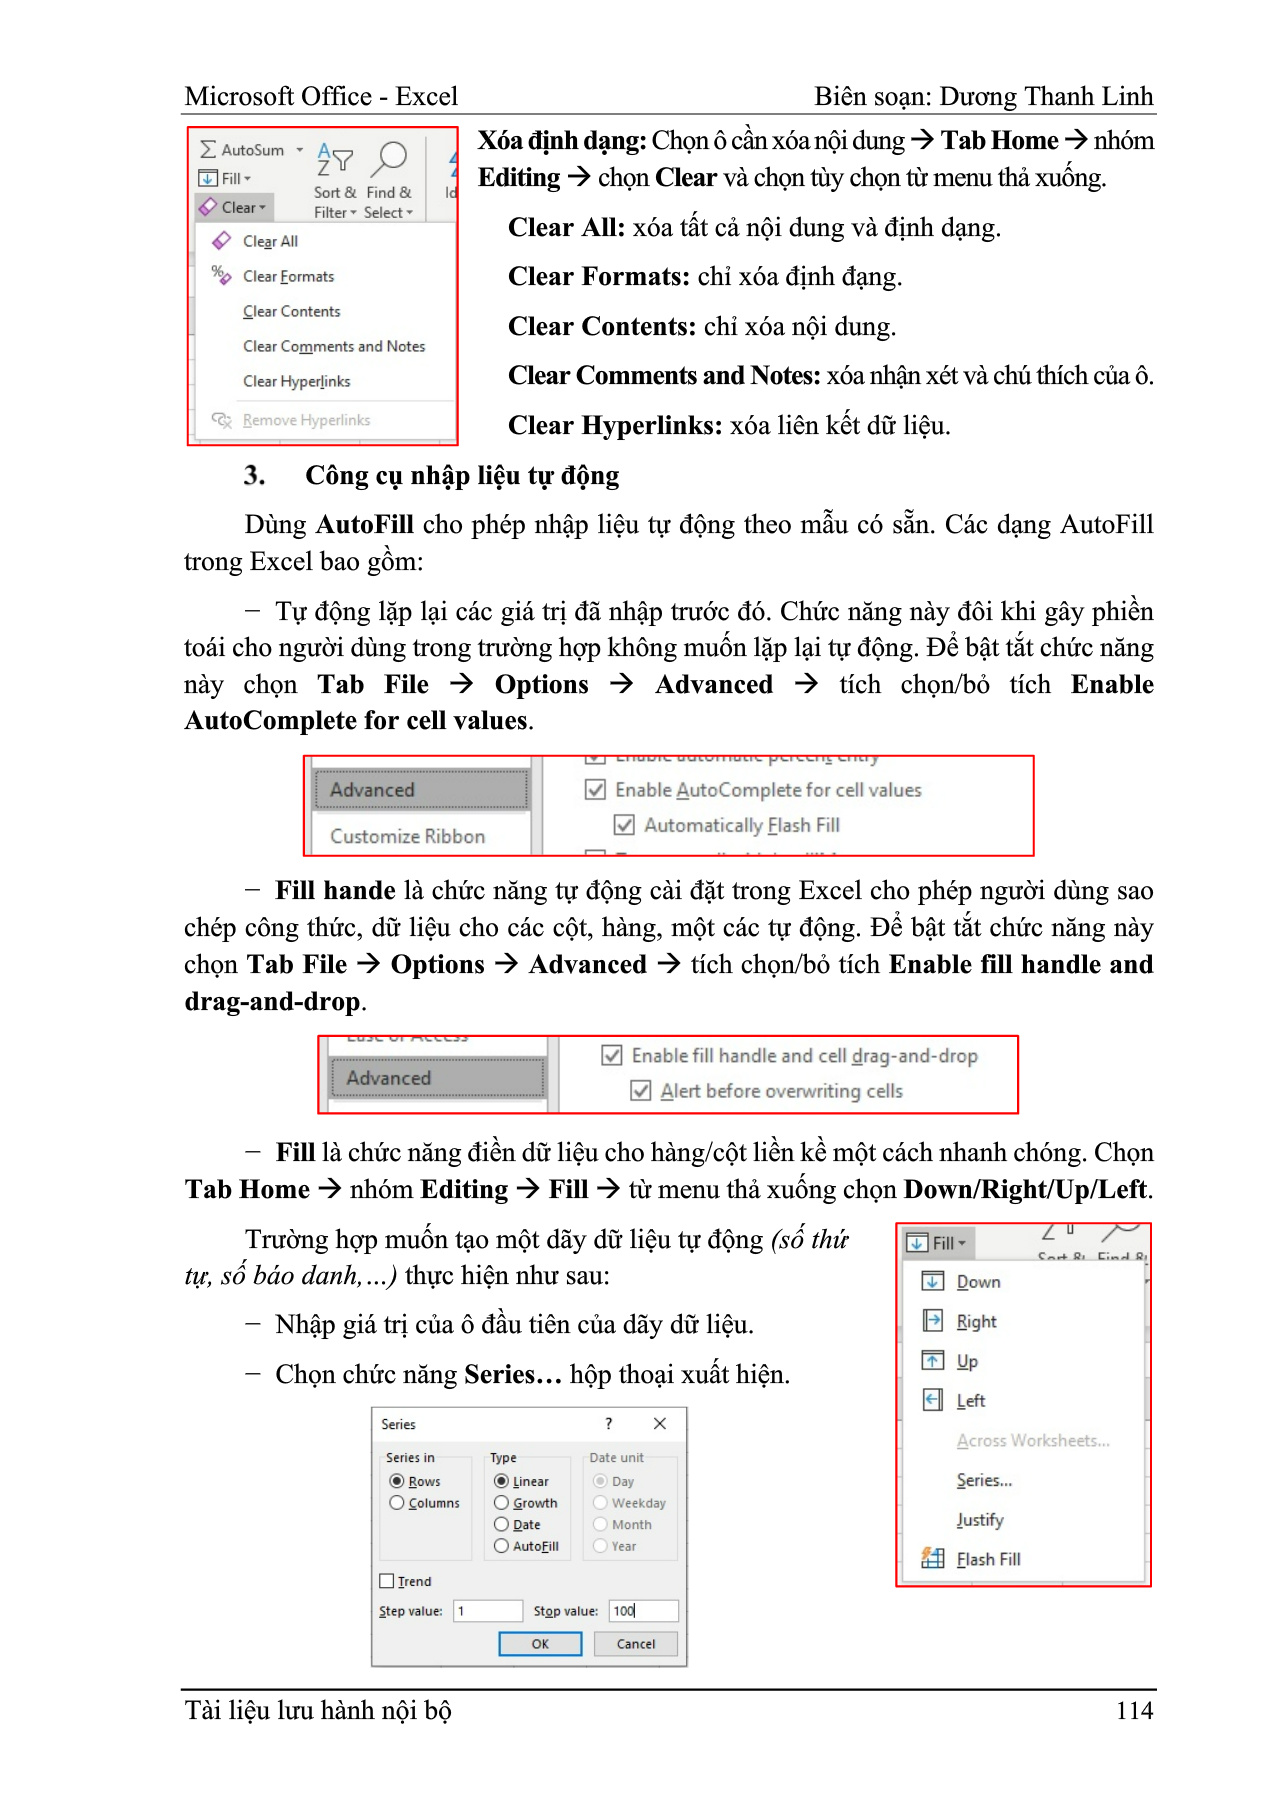 Microsoft Office - Excel
Biên soạn: Dương Thanh Linh
AutoSum
Fill
Clear
Sort & Filter
Find & Select
Id
Clear All
Clear Formats
Clear Contents
Clear Comments and Notes
Clear Hyperlinks
Remove Hyperlinks
Xóa định dạng: Chọn ô cần xóa nội dung → Tab Home → nhóm
Editing → chọn Clear và chọn tùy chọn từ menu thả xuống.
Clear All: xóa tất cả nội dung và định dạng.
Clear Formats: chỉ xóa định đạng.
Clear Contents: chỉ xóa nội dung.
Clear Comments and Notes: xóa nhận xét và chú thích của ô.
Clear Hyperlinks: xóa liên kết dữ liệu.
3. Công cụ nhập liệu tự động
Dùng AutoFill cho phép nhập liệu tự động theo mẫu có sẵn. Các dạng AutoFill
trong Excel bao gồm:
− Tự động lặp lại các giá trị đã nhập trước đó. Chức năng này đôi khi gây phiền
toái cho người dùng trong trường hợp không muốn lặp lại tự động. Để bật tắt chức năng
này chọn Tab File → Options → Advanced → tích chọn/bỏ tích Enable
AutoComplete for cell values.
Enable automatic percent entry
Advanced
Enable AutoComplete for cell values
Automatically Flash Fill
Customize Ribbon
− Fill hande là chức năng tự động cài đặt trong Excel cho phép người dùng sao
chép công thức, dữ liệu cho các cột, hàng, một các tự động. Để bật tắt chức năng này
chọn Tab File → Options → Advanced → tích chọn/bỏ tích Enable fill handle and
drag-and-drop.
Ease of Access
Enable fill handle and cell drag-and-drop
Advanced
Alert before overwriting cells
− Fill là chức năng điền dữ liệu cho hàng/cột liền kề một cách nhanh chóng. Chọn
Tab Home → nhóm Editing → Fill → từ menu thả xuống chọn Down/Right/Up/Left.
Trường hợp muốn tạo một dãy dữ liệu tự động (số thứ
tự, số báo danh,…) thực hiện như sau:
− Nhập giá trị của ô đầu tiên của dãy dữ liệu.
− Chọn chức năng Series… hộp thoại xuất hiện.
Fill
Sort & Find &
Down
Right
Up
Left
Across Worksheets...
Series...
Justify
Flash Fill
Series ? ×
Series in
Rows
Columns
Type
Linear
Growth
Date
AutoFill
Date unit
Day
Weekday
Month
Year
Trend
Step value: 1 Stop value: 100
OK Cancel
Tài liệu lưu hành nội bộ
114